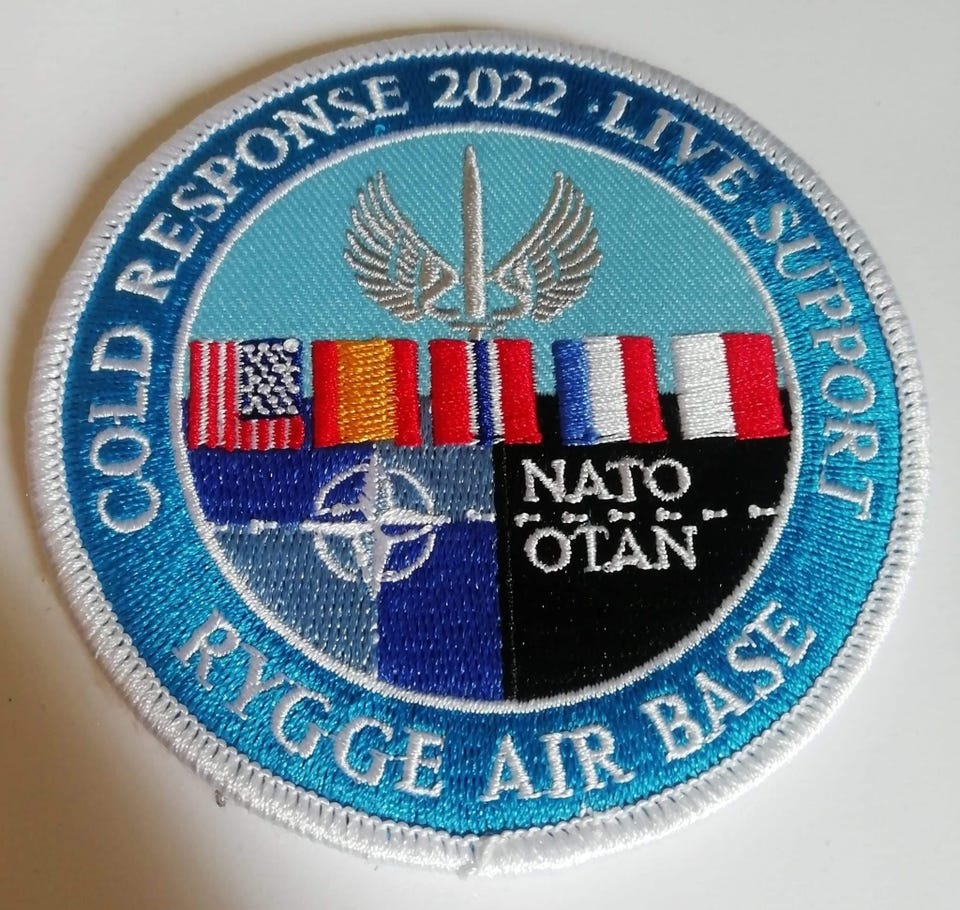 COLD RESPONSE 2022 · LIVE SUPPORT
NATO
OTAN
RYGGE AIR BASE